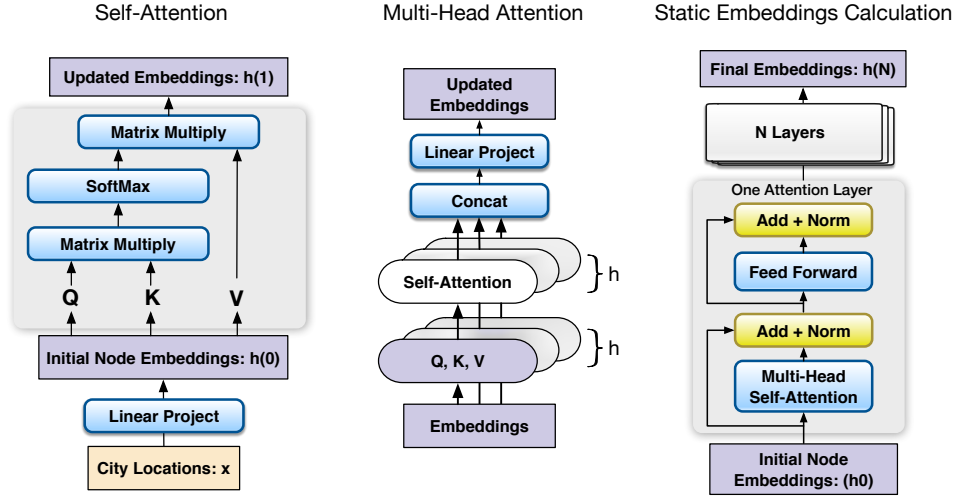 Self-Attention
Updated Embeddings: h(1)
Matrix Multiply
SoftMax
Matrix Multiply
Q
K
V
Initial Node Embeddings: h(0)
Linear Project
City Locations: x
Multi-Head Attention
Updated
Embeddings
Linear Project
Concat
Self-Attention
h
Q, K, V
h
Embeddings
Static Embeddings Calculation
Final Embeddings: h(N)
N Layers
One Attention Layer
Add + Norm
Feed Forward
Add + Norm
Multi-Head
Self-Attention
Initial Node
Embeddings: (h0)